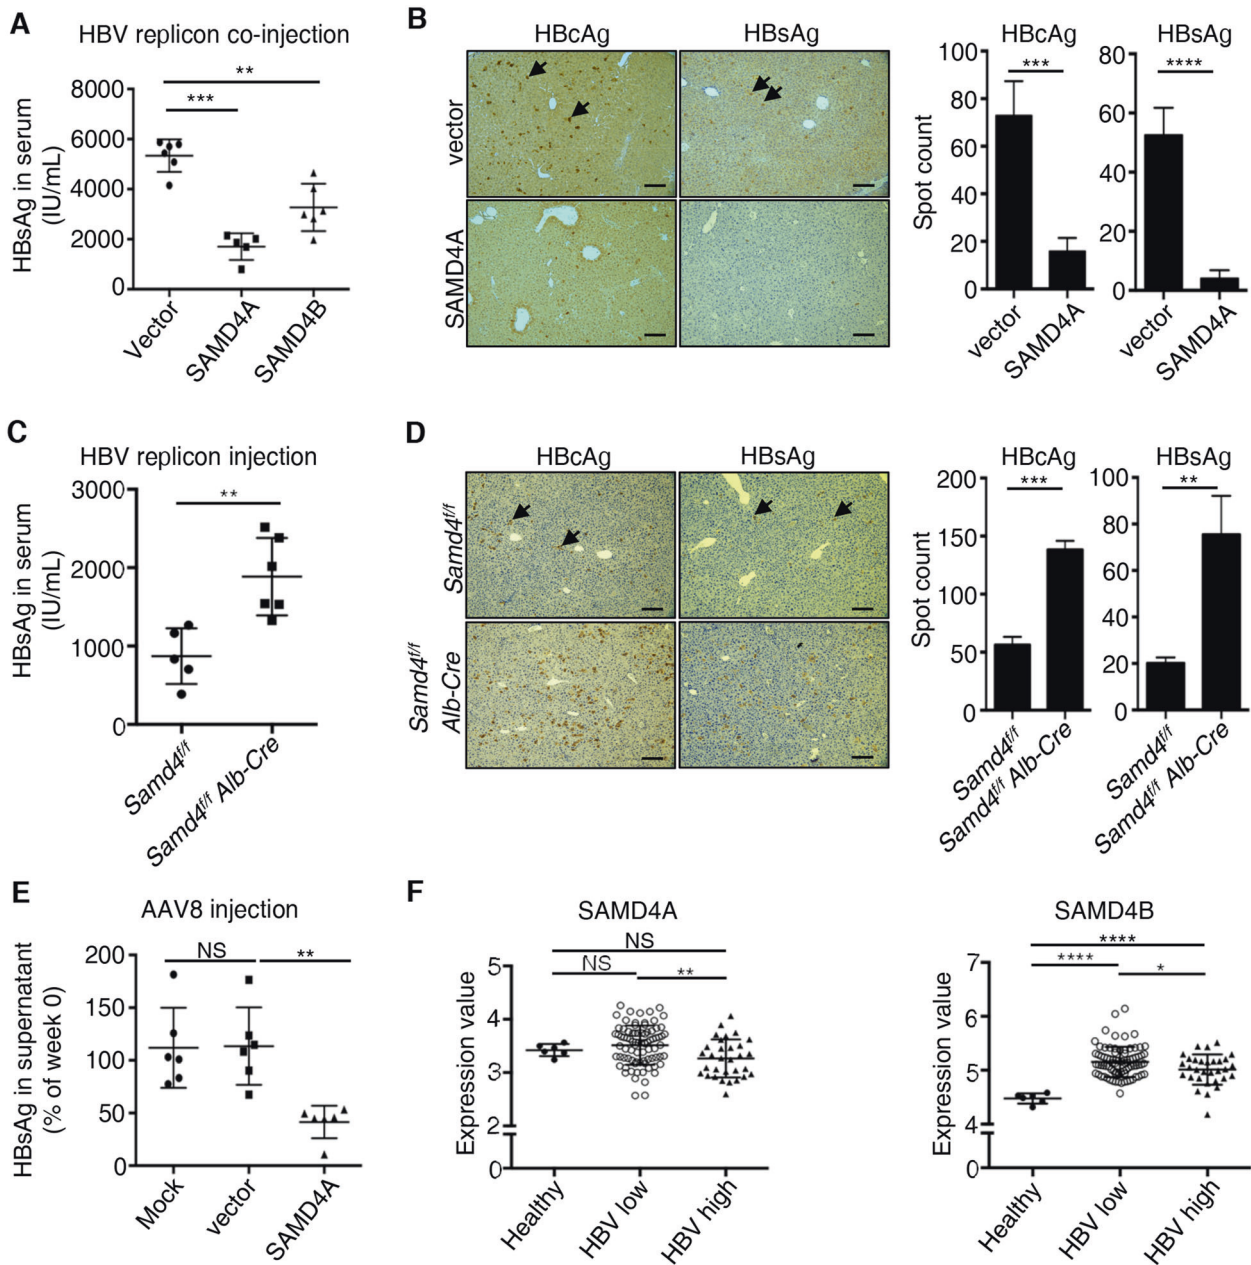 A
HBV replicon co-injection
HBsAg in serum
(IU/mL)
8000
6000
4000
2000
0
**
***
Vector
SAMD4A
SAMD4B
B
HBcAg
HBsAg
vector
SAMD4A
Spot count
HBcAg
100
80
60
40
20
0
***
vector
SAMD4A
HBsAg
80
60
40
20
0
****
vector
SAMD4A
C
HBV replicon injection
HBsAg in serum
(IU/mL)
3000
2000
1000
0
**
Samd4f/f
Samd4f/f Alb-Cre
D
HBcAg
HBsAg
Samd4f/f
Samd4f/f
Alb-Cre
Spot count
HBcAg
200
150
100
50
0
***
Samd4f/f
Samd4f/f Alb-Cre
HBsAg
100
80
60
40
20
0
**
Samd4f/f
Samd4f/f Alb-Cre
E
AAV8 injection
HBsAg in supernatant
(% of week 0)
200
150
100
50
0
NS
**
Mock
vector
SAMD4A
F
SAMD4A
Expression value
5
4
3
2
0
NS
NS
**
Healthy
HBV low
HBV high
SAMD4B
Expression value
7
6
5
4
0
****
****
*
Healthy
HBV low
HBV high